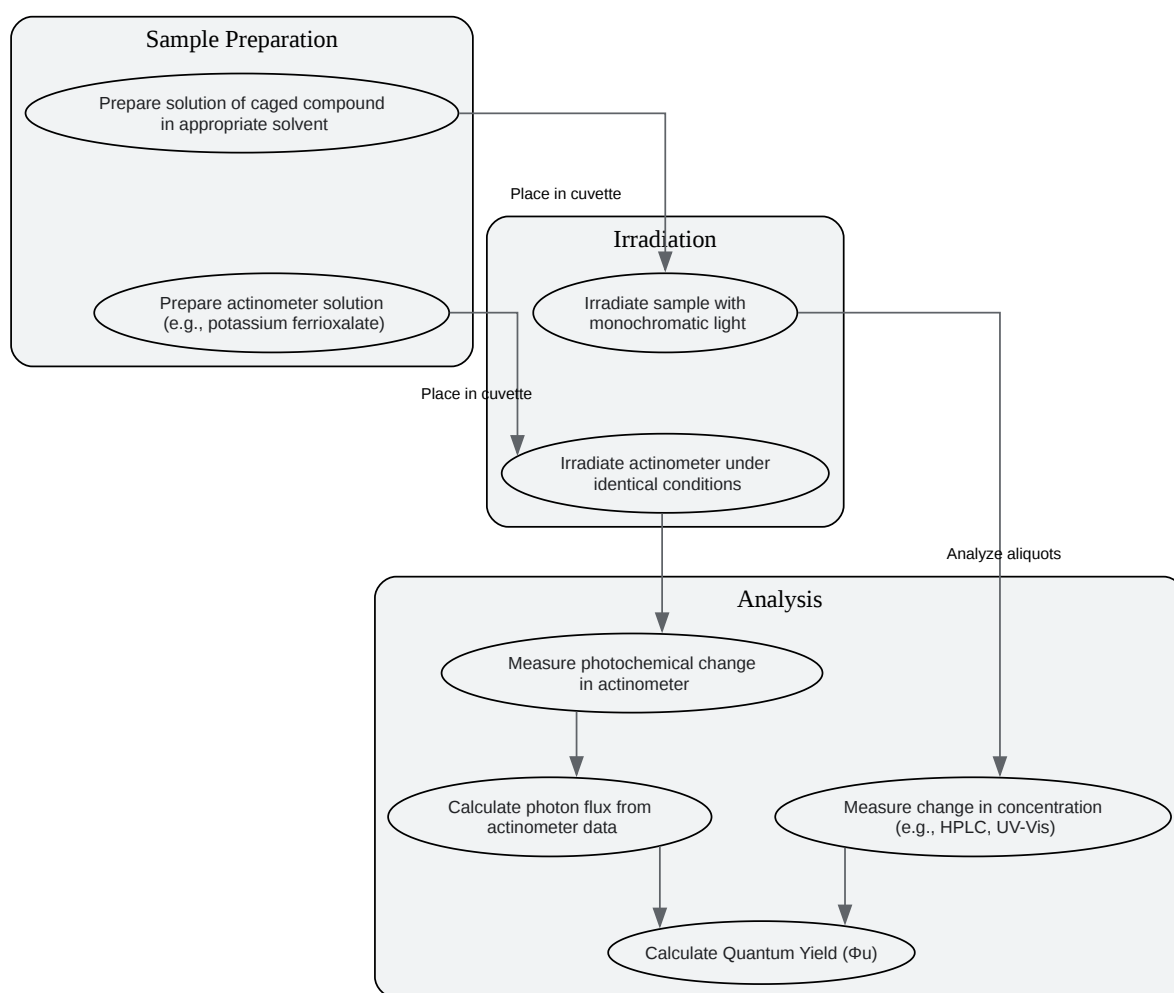 Sample Preparation
Prepare solution of caged compound
in appropriate solvent
Place in cuvette
Irradiation
Prepare actinometer solution
(e.g., potassium ferrioxalate)
Irradiate sample with
monochromatic light
Place in cuvette
Irradiate actinometer under
identical conditions
Analyze aliquots
Analysis
Measure photochemical change
in actinometer
Calculate photon flux from
actinometer data
Measure change in concentration
(e.g., HPLC, UV-Vis)
Calculate Quantum Yield (Φu)